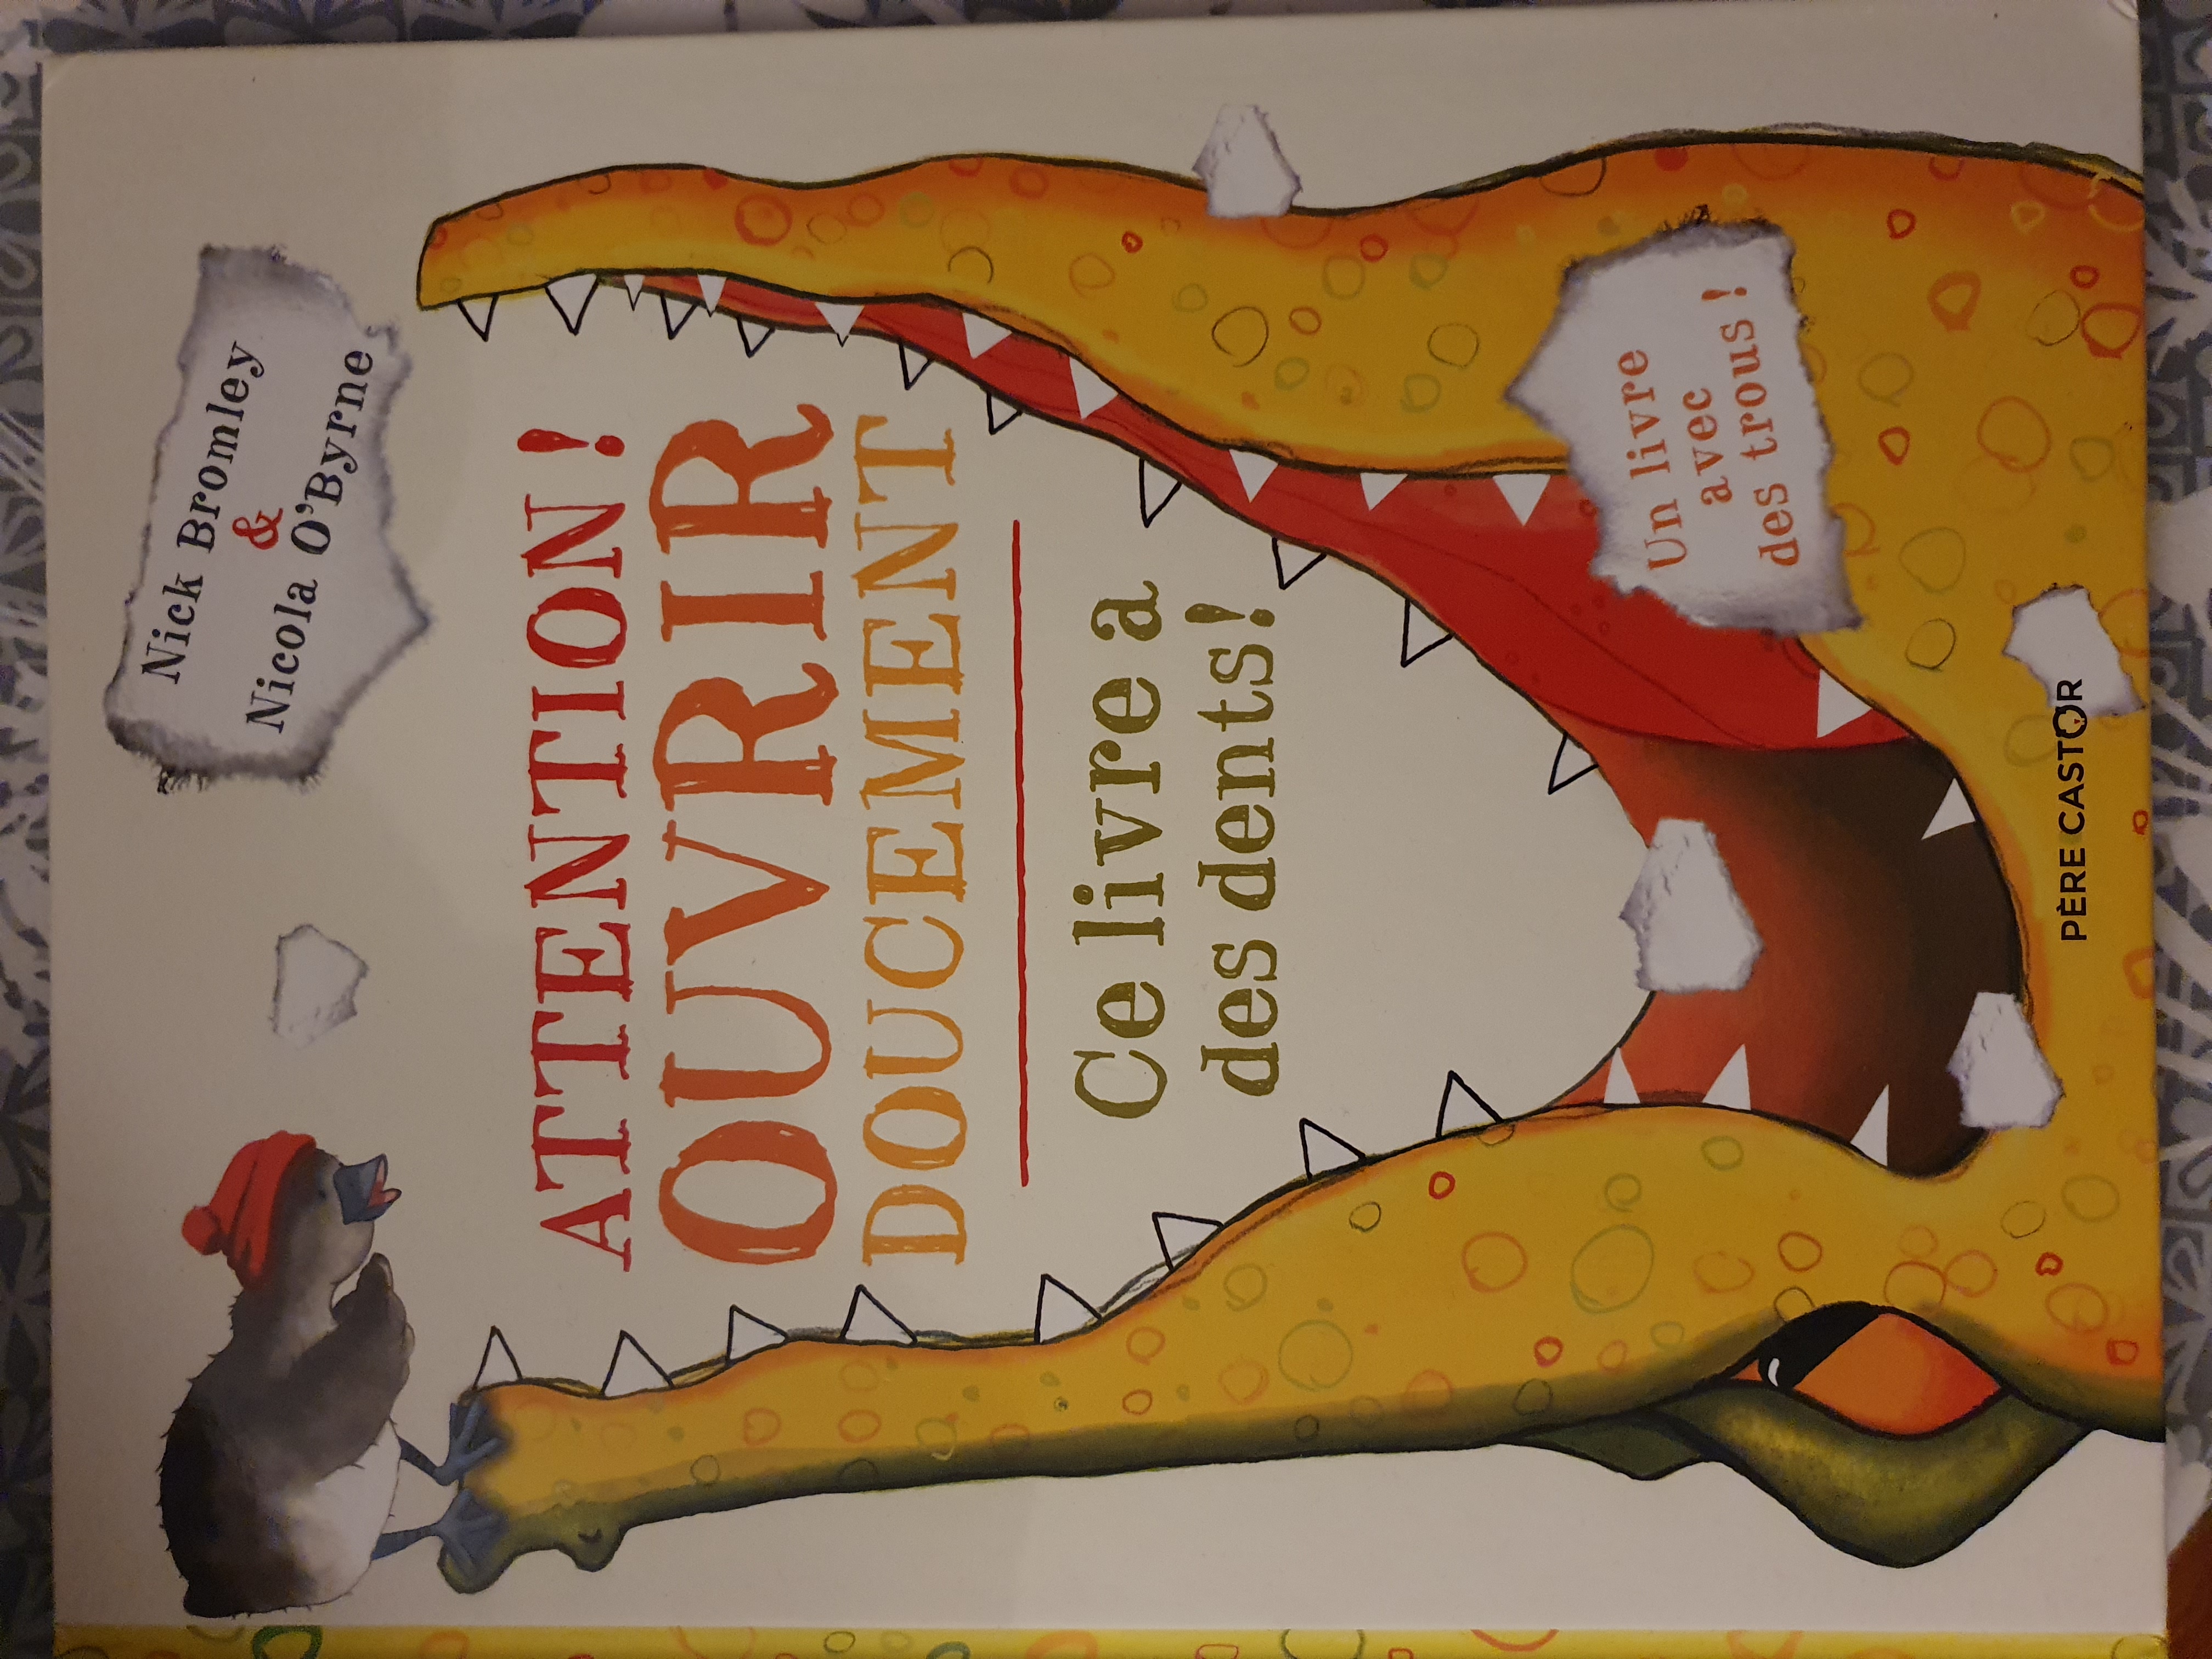 Nick Bromley
&
Nicola O'Byrne
ATTENTION !
OUVRIR
DOUCEMENT
Ce livre a
des dents!
Un livre
avec
des trous !
PÈRE CASTOR